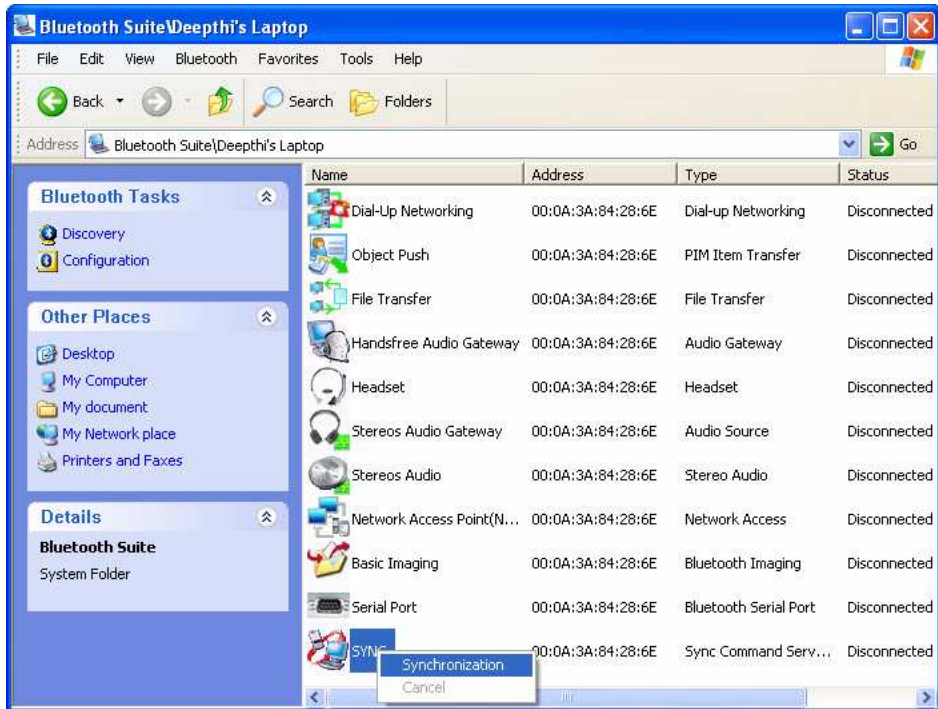 Bluetooth Suite\Deepthi's Laptop
File Edit View Bluetooth Favorites Tools Help
Back Search Folders
Address Bluetooth Suite\Deepthi's Laptop Go
Bluetooth Tasks
Discovery
Configuration
Other Places
Desktop
My Computer
My document
My Network place
Printers and Faxes
Details
Bluetooth Suite
System Folder
Name Address Type Status
Dial-Up Networking 00:0A:3A:84:28:6E Dial-up Networking Disconnected
Object Push 00:0A:3A:84:28:6E PIM Item Transfer Disconnected
File Transfer 00:0A:3A:84:28:6E File Transfer Disconnected
Handsfree Audio Gateway 00:0A:3A:84:28:6E Audio Gateway Disconnected
Headset 00:0A:3A:84:28:6E Headset Disconnected
Stereos Audio Gateway 00:0A:3A:84:28:6E Audio Source Disconnected
Stereos Audio 00:0A:3A:84:28:6E Stereo Audio Disconnected
Network Access Point(N... 00:0A:3A:84:28:6E Network Access Disconnected
Basic Imaging 00:0A:3A:84:28:6E Bluetooth Imaging Disconnected
Serial Port 00:0A:3A:84:28:6E Bluetooth Serial Port Disconnected
SYNC 00:0A:3A:84:28:6E Sync Command Serv... Disconnected
Synchronization
Cancel